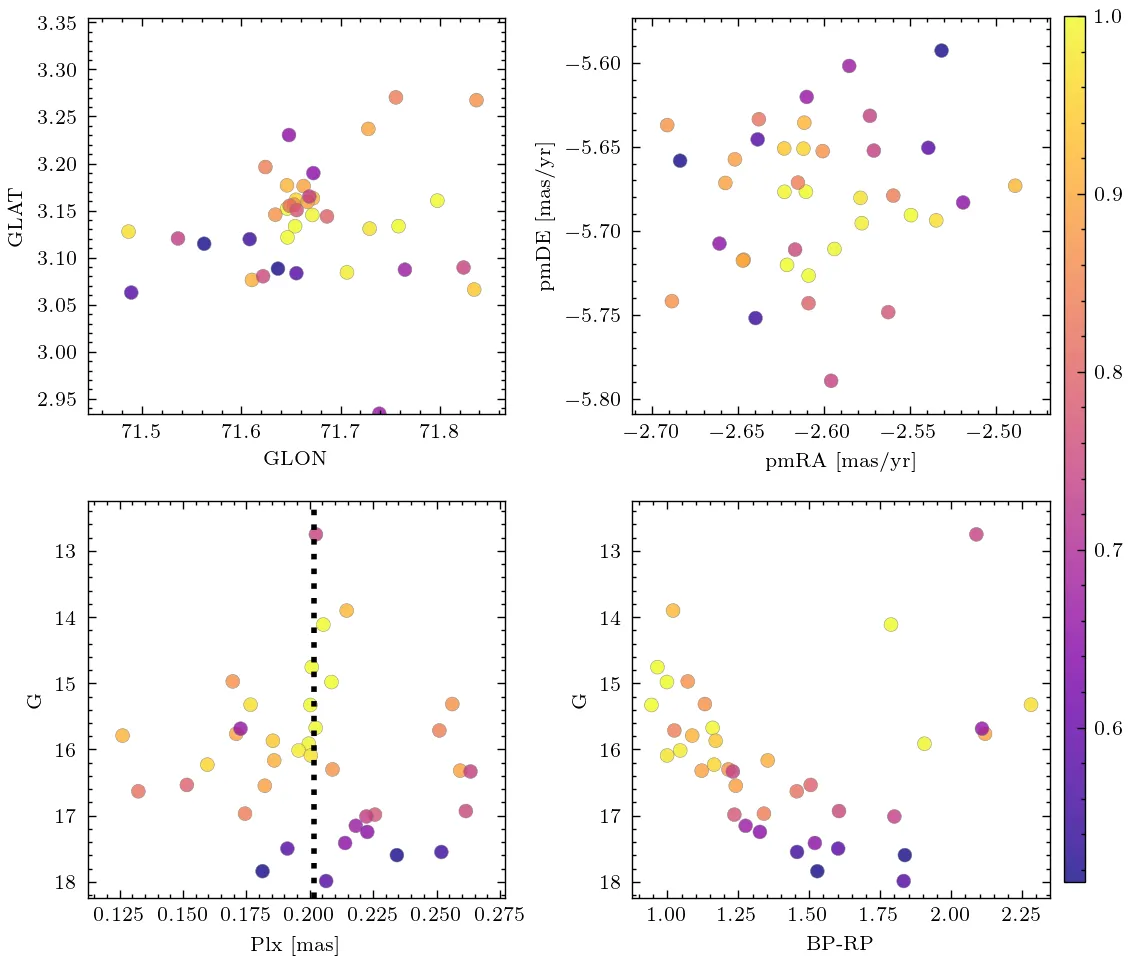 3.35
3.30
3.25
3.20
3.15
3.10
3.05
3.00
2.95
GLAT
71.5 71.6 71.7 71.8
GLON
−5.60
−5.65
−5.70
−5.75
−5.80
pmDE [mas/yr]
−2.70 −2.65 −2.60 −2.55 −2.50
pmRA [mas/yr]
1.0
0.9
0.8
0.7
0.6
13
14
15
16
17
18
G
0.125 0.150 0.175 0.200 0.225 0.250 0.275
Plx [mas]
13
14
15
16
17
18
G
1.00 1.25 1.50 1.75 2.00 2.25
BP-RP